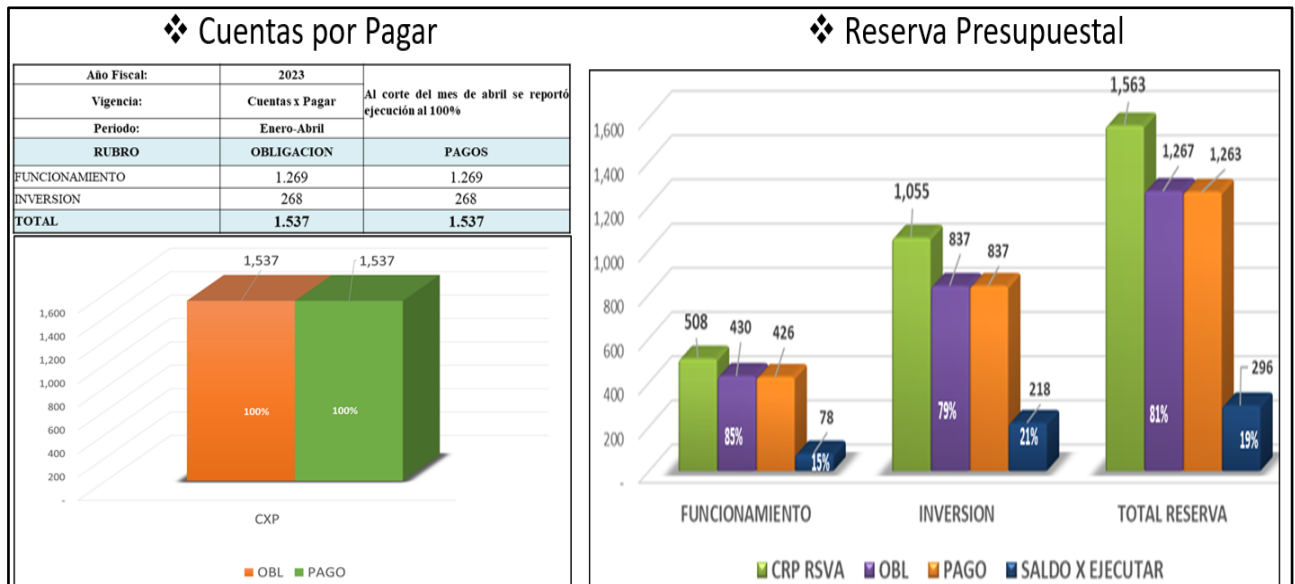 ❖ Cuentas por Pagar
Año Fiscal: 2023
Vigencia: Cuentas x Pagar
Al corte del mes de abril se reportó
ejecución al 100%
Periodo: Enero-Abril
RUBRO OBLIGACION PAGOS
FUNCIONAMIENTO 1.269 1.269
INVERSION 268 268
TOTAL 1.537 1.537
1,537 1,537
1,600
1,400
1,200
1,000
800
600
400
200
-
100% 100%
CXP
OBL PAGO
❖ Reserva Presupuestal
1,600
1,400
1,200
1,000
800
600
400
200
-
508 430 426 78
85% 15%
1,055 837 837 218
79% 21%
1,563 1,267 1,263 296
81% 19%
FUNCIONAMIENTO INVERSION TOTAL RESERVA
CRP RSVA OBL PAGO SALDO X EJECUTAR